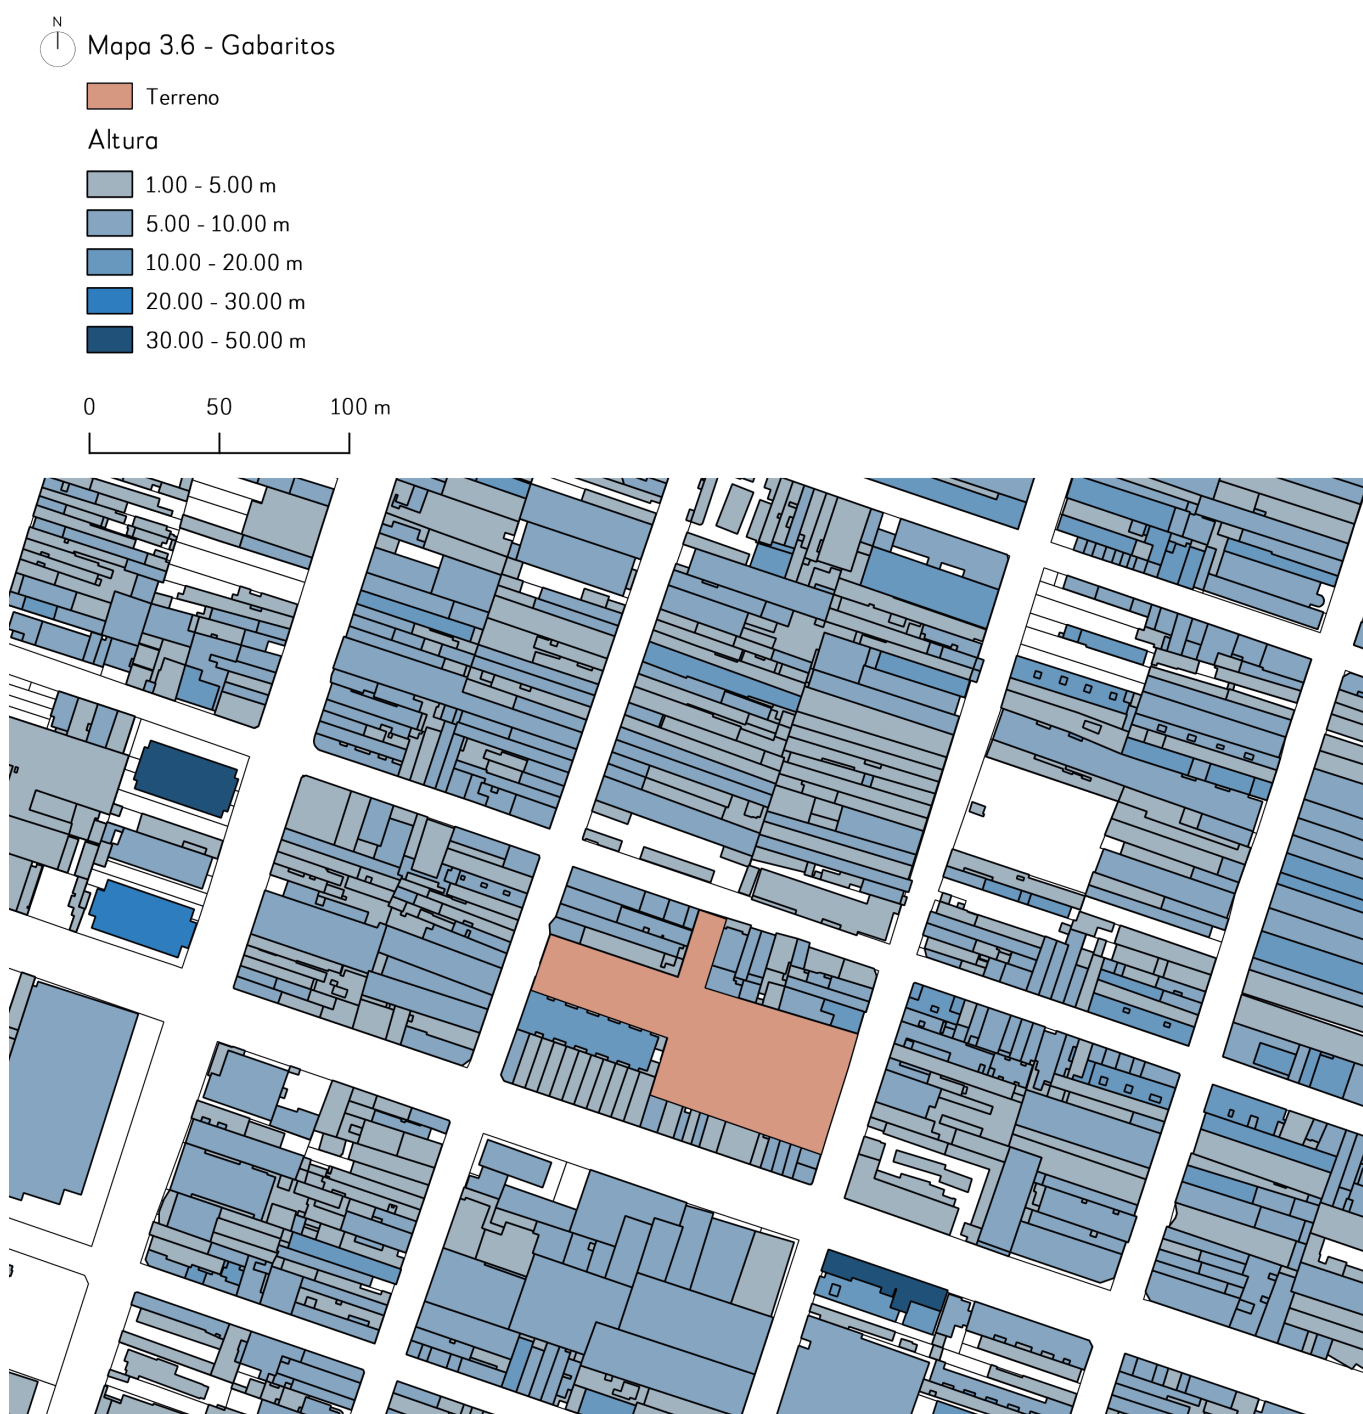 N
Mapa 3.6 - Gabaritos
Terreno
Altura
1.00 - 5.00 m
5.00 - 10.00 m
10.00 - 20.00 m
20.00 - 30.00 m
30.00 - 50.00 m
0 50 100 m